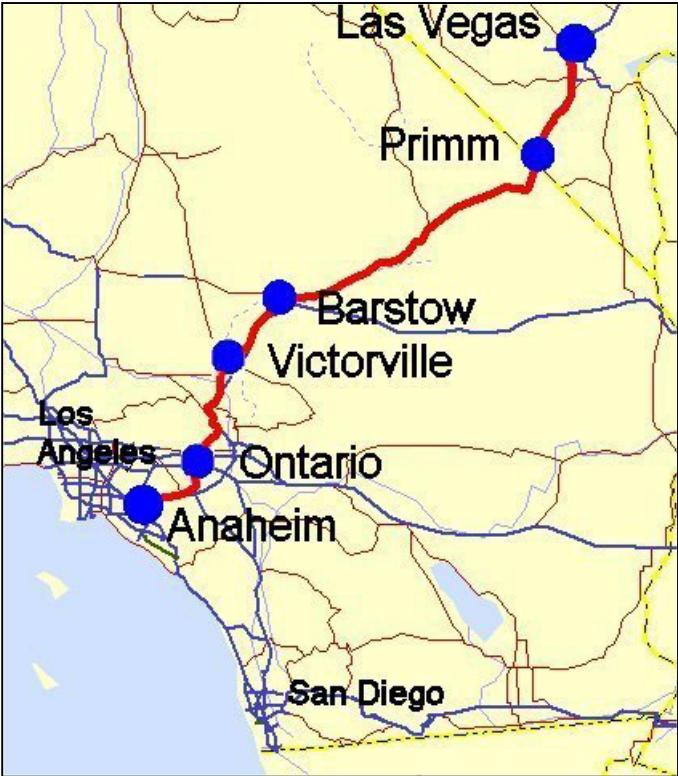 Las Vegas
Primm
Barstow
Victorville
Los
Angeles
Ontario
Anaheim
San Diego